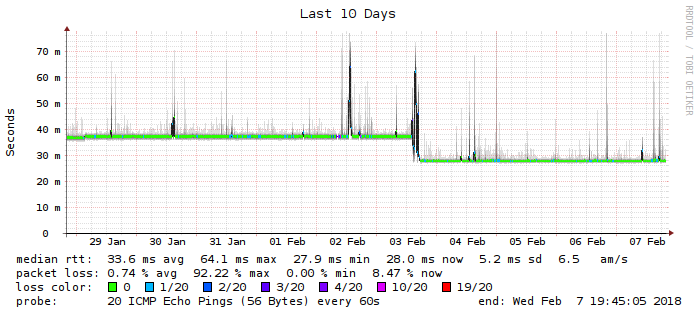 Last 10 Days
RRDTOOL / TOBI OETIKER
Seconds
70 m
60 m
50 m
40 m
30 m
20 m
10 m
0
29 Jan 30 Jan 31 Jan 01 Feb 02 Feb 03 Feb 04 Feb 05 Feb 06 Feb 07 Feb
median rtt: 33.6 ms avg 64.1 ms max 27.9 ms min 28.0 ms now 5.2 ms sd 6.5 am/s
packet loss: 0.74 % avg 92.22 % max 0.00 % min 8.47 % now
loss color: 0 1/20 2/20 3/20 4/20 10/20 19/20
probe: 20 ICMP Echo Pings (56 Bytes) every 60s end: Wed Feb 7 19:45:05 2018